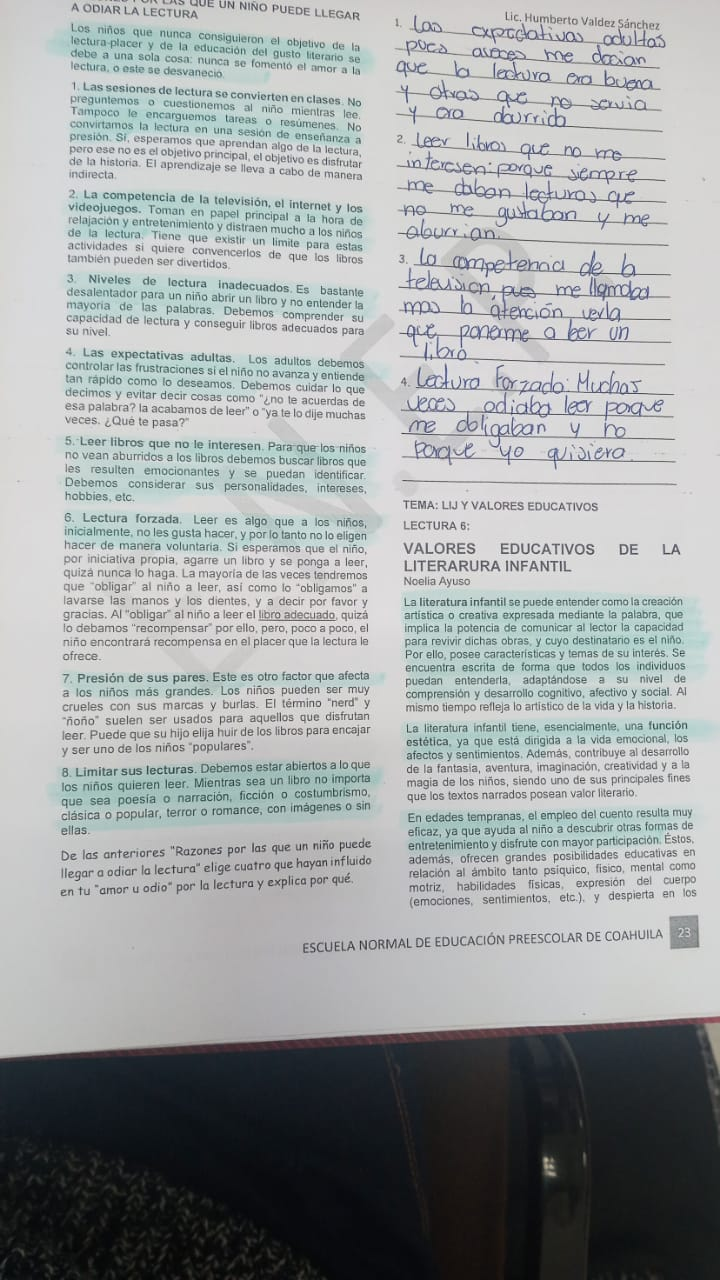 LAS QUE UN NIÑO PUEDE LLEGAR
A ODIAR LA LECTURA
Los niños que nunca consiguieron el objetivo de la
lectura-placer y de la educación del gusto literario se
debe a una sola cosa: nunca se fomentó el amor a la
lectura, o este se desvaneció.
1. Las sesiones de lectura se convierten en clases. No
preguntemos o cuestionemos al niño mientras lee.
Tampoco le encarguemos tareas o resúmenes. No
convirtamos la lectura en una sesión de enseñanza a
presión. Sí, esperamos que aprendan algo de la lectura,
pero ese no es el objetivo principal, el objetivo es disfrutar
de la historia. El aprendizaje se lleva a cabo de manera
indirecta.
2. La competencia de la televisión, el internet y los
videojuegos. Toman en papel principal a la hora de
relajación y entretenimiento y distraen mucho a los niños
de la lectura. Tiene que existir un limite para estas
actividades si quiere convencerlos de que los libros
también pueden ser divertidos.
3. Niveles de lectura inadecuados. Es bastante
desalentador para un niño abrir un libro y no entender la
mayoría de las palabras. Debemos comprender su
capacidad de lectura y conseguir libros adecuados para
su nivel.
4. Las expectativas adultas. Los adultos debemos
controlar las frustraciones si el niño no avanza y entiende
tan rápido como lo deseamos. Debemos cuidar lo que
decimos y evitar decir cosas como "¿no te acuerdas de
esa palabra? la acabamos de leer" o "ya te lo dije muchas
veces. ¿Qué te pasa?"
5. Leer libros que no le interesen. Para que los niños
no vean aburridos a los libros debemos buscar libros que
les resulten emocionantes y se puedan identificar.
Debemos considerar sus personalidades, intereses,
hobbies, etc.
6. Lectura forzada. Leer es algo que a los niños,
inicialmente, no les gusta hacer, y por lo tanto no lo eligen
hacer de manera voluntaria. Si esperamos que el niño,
por iniciativa propia, agarre un libro y se ponga a leer,
quizá nunca lo haga. La mayoría de las veces tendremos
que "obligar" al niño a leer, así como lo "obligamos" a
lavarse las manos y los dientes, y a decir por favor y
gracias. Al "obligar" al niño a leer el libro adecuado, quizá
lo debamos "recompensar" por ello, pero, poco a poco, el
niño encontrará recompensa en el placer que la lectura le
ofrece.
7. Presión de sus pares. Este es otro factor que afecta
a los niños más grandes. Los niños pueden ser muy
crueles con sus marcas y burlas. El término "nerd" y
"ñoño" suelen ser usados para aquellos que disfrutan
leer. Puede que su hijo elija huir de los libros para encajar
y ser uno de los niños "populares".
8. Limitar sus lecturas. Debemos estar abiertos a lo que
los niños quieren leer. Mientras sea un libro no importa
que sea poesía o narración, ficción o costumbrismo,
clásica o popular, terror o romance, con imágenes o sin
ellas.
De las anteriores "Razones por las que un niño puede
llegar a odiar la lectura" elige cuatro que hayan influido
en tu "amor u odio" por la lectura y explica por qué.
Lic. Humberto Valdez Sánchez
1. Las expectativas adultas
pues aveces me decian
que la lectura era buena
y otras que no servia
y era aburrido
2. Leer libros que no me
interesen: porque siempre
me daban lecturas que
no me gustaban y me
aburrian
3. La competencia de la
television, pues me llamaba
mas la atención verla
que ponerme a ber un
libro.
4. Lectura Forzada: Muchas
veces odiaba leer porque
me obligaban y no
porque yo quisiera.
TEMA: LIJ Y VALORES EDUCATIVOS
LECTURA 6:
VALORES EDUCATIVOS DE LA
LITERARURA INFANTIL
Noelia Ayuso
La literatura infantil se puede entender como la creación
artística o creativa expresada mediante la palabra, que
implica la potencia de comunicar al lector la capacidad
para revivir dichas obras, y cuyo destinatario es el niño.
Por ello, posee características y temas de su interés. Se
encuentra escrita de forma que todos los individuos
puedan entenderla, adaptándose a su nivel de
comprensión y desarrollo cognitivo, afectivo y social. Al
mismo tiempo refleja lo artístico de la vida y la historia.
La literatura infantil tiene, esencialmente, una función
estética, ya que está dirigida a la vida emocional, los
afectos y sentimientos. Además, contribuye al desarrollo
de la fantasia, aventura, imaginación, creatividad y a la
magia de los niños, siendo uno de sus principales fines
que los textos narrados posean valor literario.
En edades tempranas, el empleo del cuento resulta muy
eficaz, ya que ayuda al niño a descubrir otras formas de
entretenimiento y disfrute con mayor participación. Éstos,
además, ofrecen grandes posibilidades educativas en
relación al ámbito tanto psíquico, físico, mental como
motriz, habilidades físicas, expresión del cuerpo
(emociones, sentimientos, etc.), y despierta en los
ESCUELA NORMAL DE EDUCACIÓN PREESCOLAR DE COAHUILA 23